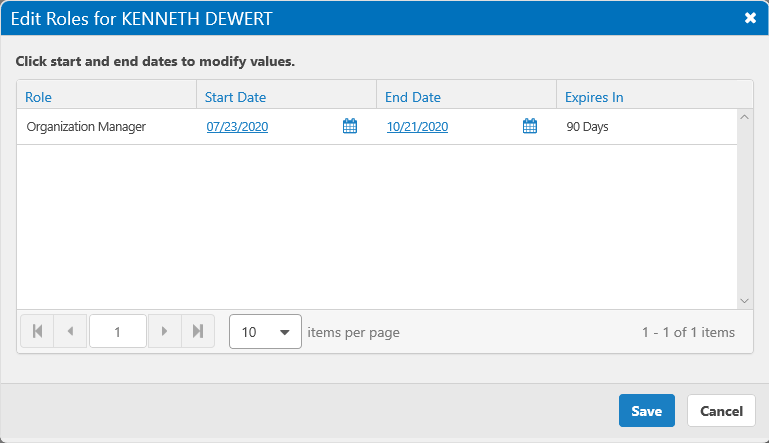 Edit Roles for KENNETH DEWERT
Click start and end dates to modify values.
Role Start Date End Date Expires In
Organization Manager 07/23/2020 10/21/2020 90 Days
1 10 items per page 1 - 1 of 1 items
Save Cancel